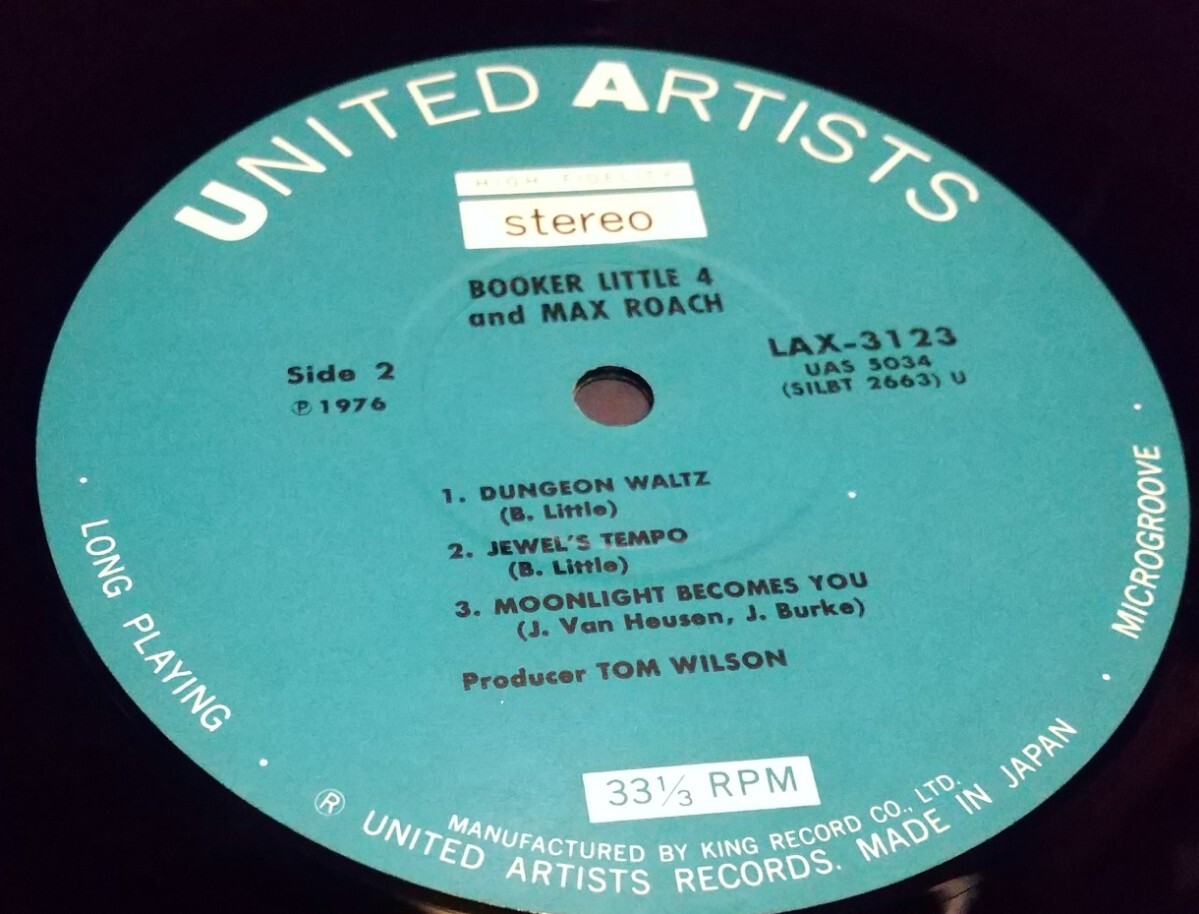 UNITED ARTISTS
HIGH FIDELITY
stereo
BOOKER LITTLE 4
and MAX ROACH
Side 2
℗ 1976
LAX-3123
UAS 5034
(SILBT 2663) U
1. DUNGEON WALTZ
(B. Little)
2. JEWEL'S TEMPO
(B. Little)
3. MOONLIGHT BECOMES YOU
(J. Van Heusen, J. Burke)
Producer TOM WILSON
· LONG PLAYING ·
· MICROGROOVE ·
33⅓ RPM
MANUFACTURED BY KING RECORD CO., LTD.
® UNITED ARTISTS RECORDS. MADE IN JAPAN